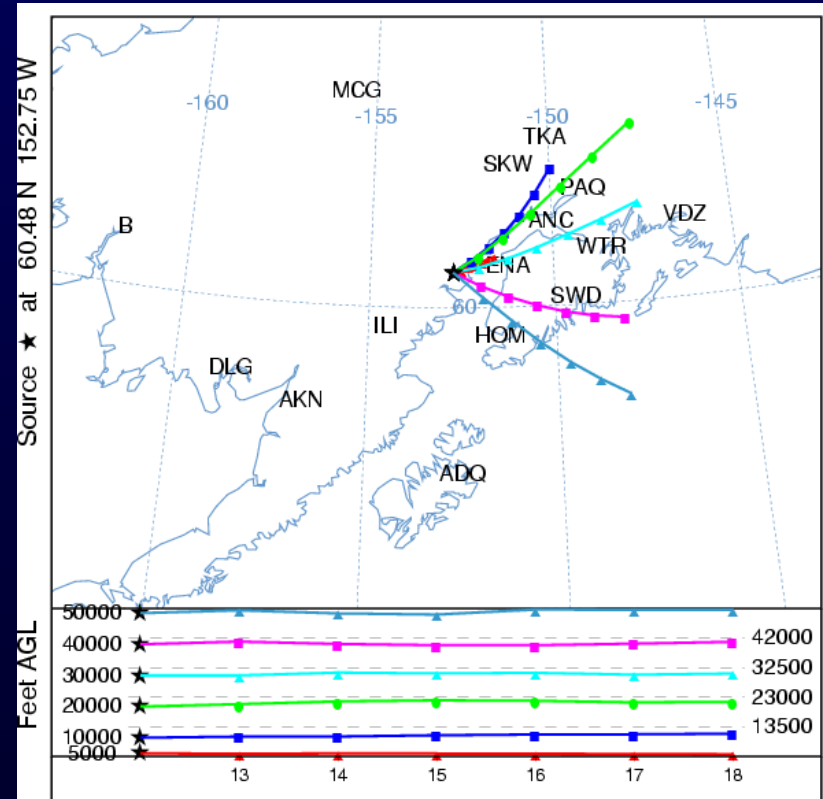 Source ★ at 60.48 N 152.75 W
-160
MCG
-155
-150
-145
TKA
SKW
PAQ
ANC
VDZ
B
WTR
ENA
60
SWD
ILI
HOM
DLG
AKN
ADQ
Feet AGL
50000
40000
42000
30000
32500
20000
23000
10000
13500
5000
13 14 15 16 17 18